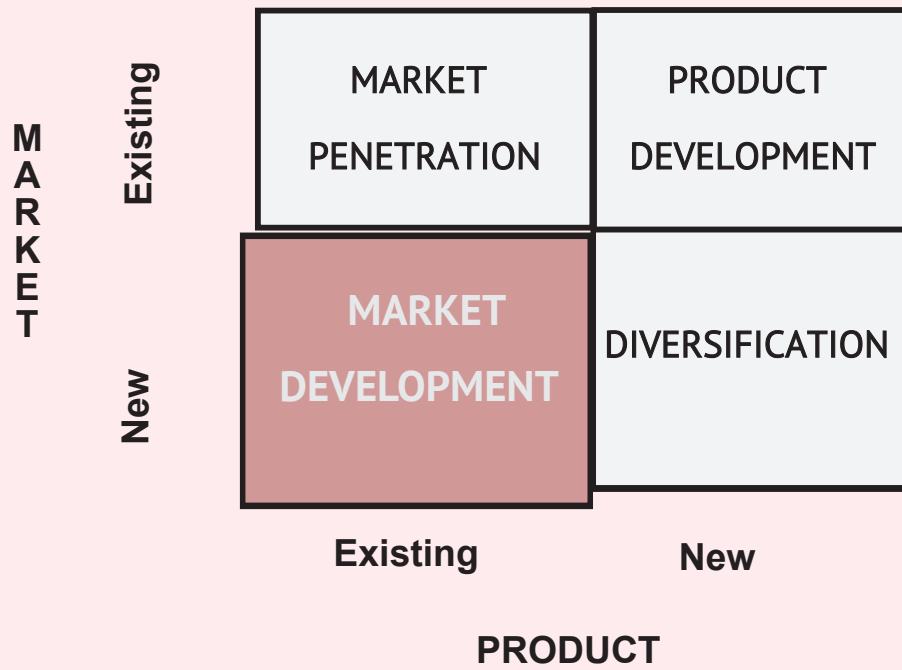 MARKET
Existing
MARKET
PENETRATION
PRODUCT
DEVELOPMENT
New
MARKET
DEVELOPMENT
DIVERSIFICATION
Existing
New
PRODUCT